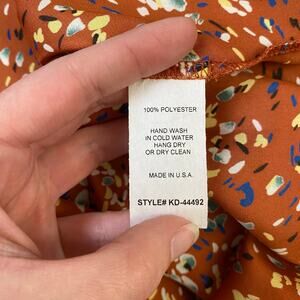 100% POLYESTER
HAND WASH
IN COLD WATER
HANG DRY
OR DRY CLEAN
MADE IN U.S.A.
STYLE# KD-44492